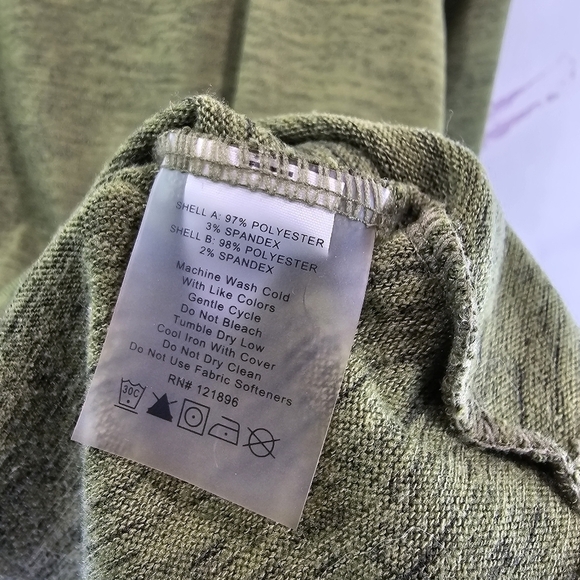 SHELL A: 97% POLYESTER
3% SPANDEX
SHELL B: 98% POLYESTER
2% SPANDEX
Machine Wash Cold
With Like Colors
Gentle Cycle
Do Not Bleach
Tumble Dry Low
Cool Iron with Cover
Do Not Dry Clean
Do Not Use Fabric Softeners
RN# 121896
30C